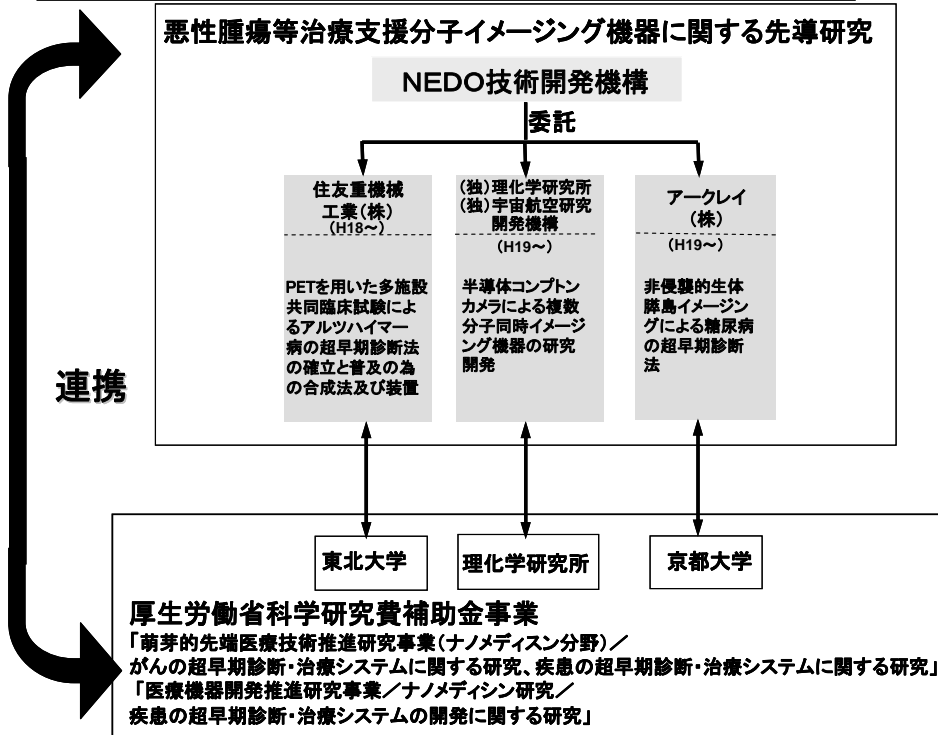 悪性腫瘍等治療支援分子イメージング機器に関する先導研究
NEDO技術開発機構
委託
住友重機械
工業(株)
(H18～)
PETを用いた多施設
共同臨床試験によ
るアルツハイマー
病の超早期診断法
の確立と普及の為
の合成法及び装置
(独)理化学研究所
(独)宇宙航空研究
開発機構
(H19～)
半導体コンプトン
カメラによる複数
分子同時イメージ
ング機器の研究
開発
アークレイ
(株)
(H19～)
非侵襲的生体
膵島イメージン
グによる糖尿病
の超早期診断
法
連携
東北大学
理化学研究所
京都大学
厚生労働省科学研究費補助金事業
「萌芽的先端医療技術推進研究事業(ナノメディスン分野)／
がんの超早期診断・治療システムに関する研究、疾患の超早期診断・治療システムに関する研究」
「医療機器開発推進研究事業／ナノメディシン研究／
疾患の超早期診断・治療システムの開発に関する研究」